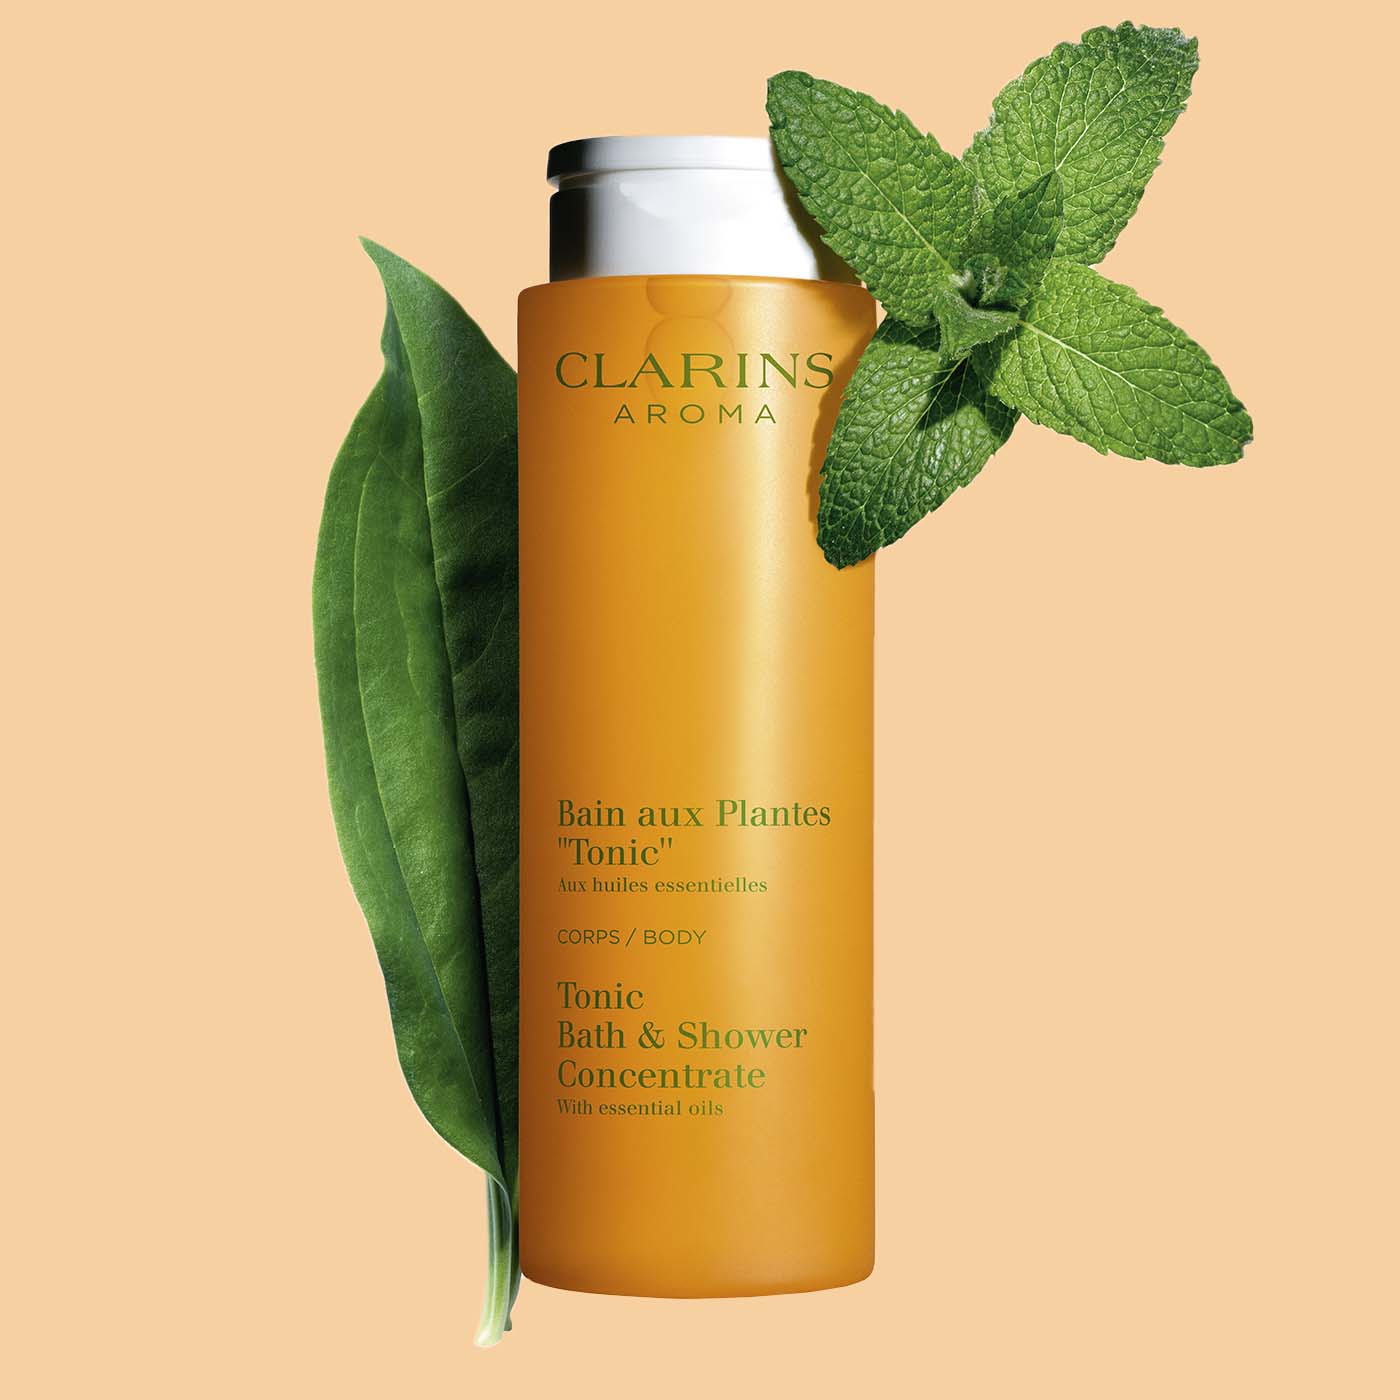 CLARINS
AROMA
Bain aux Plantes
"Tonic"
Aux huiles essentielles
CORPS / BODY
Tonic
Bath & Shower
Concentrate
With essential oils